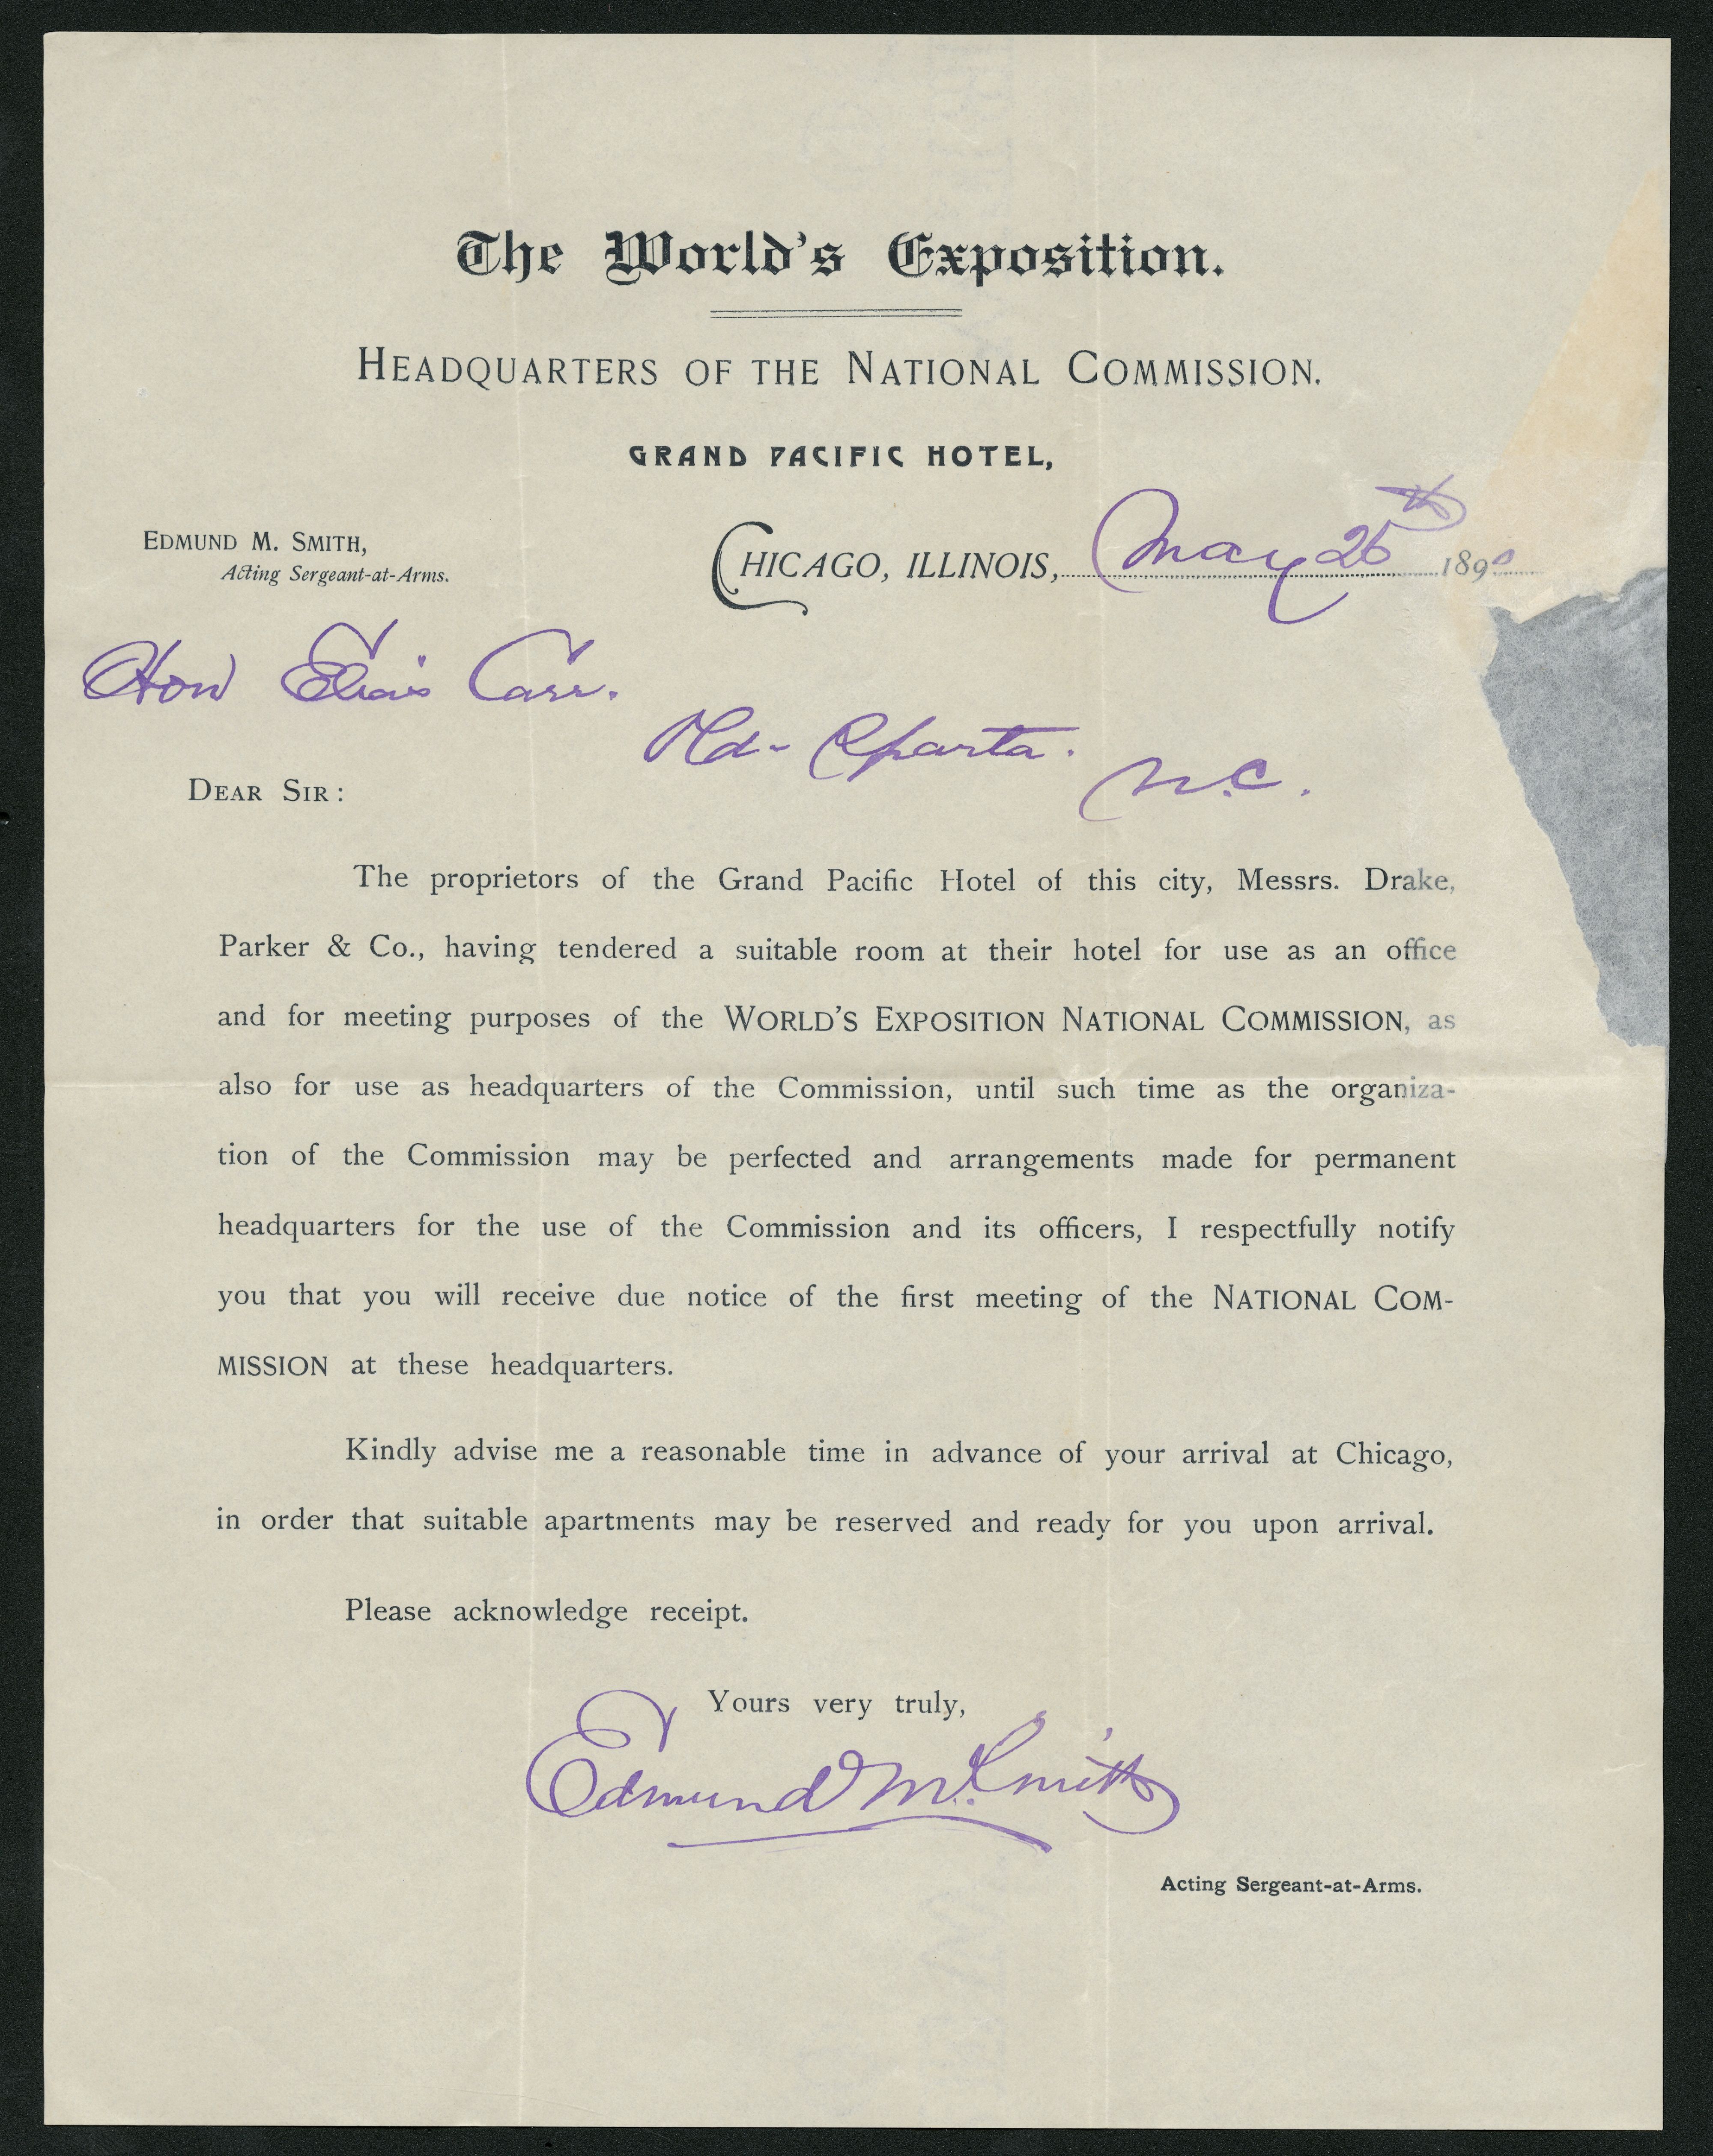 The World's Exposition.
HEADQUARTERS OF THE NATIONAL COMMISSION.
GRAND PACIFIC HOTEL,
EDMUND M. SMITH,
Acting Sergeant-at-Arms.
CHICAGO, ILLINOIS, May 26th 1890
Hon Elias Carr.
Old-Sparta.
N.C.
DEAR SIR:
The proprietors of the Grand Pacific Hotel of this city, Messrs. Drake,
Parker & Co., having tendered a suitable room at their hotel for use as an office
and for meeting purposes of the WORLD'S EXPOSITION NATIONAL COMMISSION, as
also for use as headquarters of the Commission, until such time as the organiza-
tion of the Commission may be perfected and arrangements made for permanent
headquarters for the use of the Commission and its officers, I respectfully notify
you that you will receive due notice of the first meeting of the NATIONAL COM-
MISSION at these headquarters.
Kindly advise me a reasonable time in advance of your arrival at Chicago,
in order that suitable apartments may be reserved and ready for you upon arrival.
Please acknowledge receipt.
Yours very truly,
Edmund M. Smith
Acting Sergeant-at-Arms.